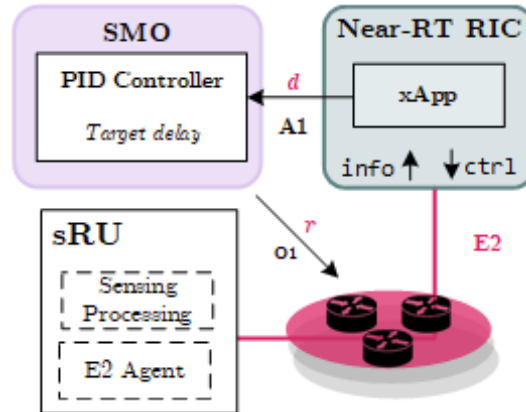 SMO
PID Controller
Target delay
d
A1
Near-RT RIC
xApp
info
ctrl
r
O1
E2
sRU
Sensing
Processing
E2 Agent